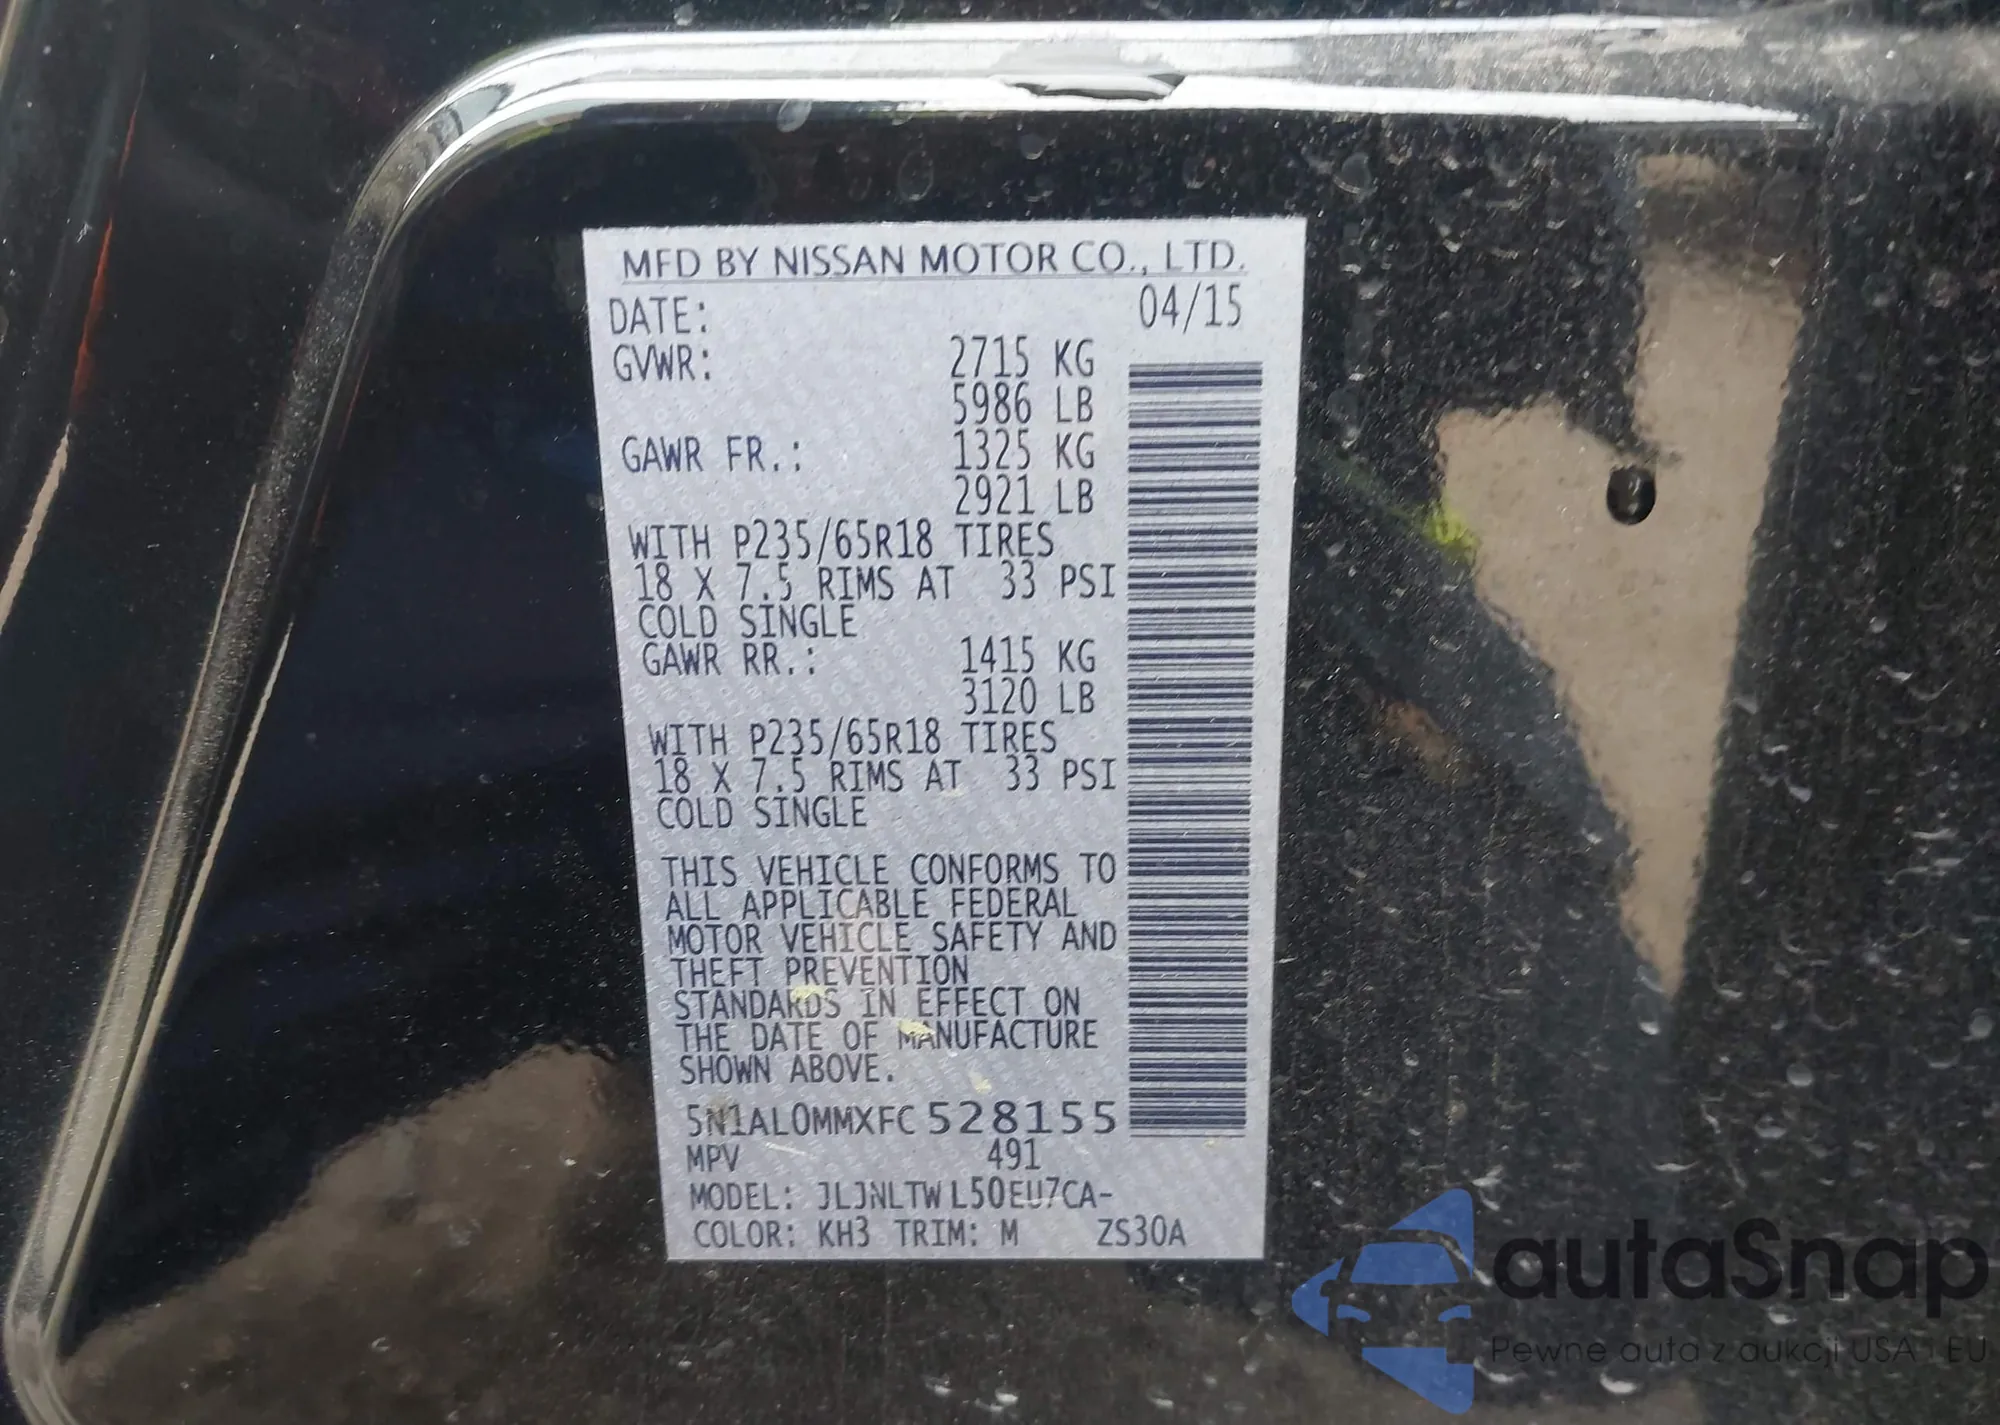 MFD BY NISSAN MOTOR CO., LTD.
DATE: 04/15
GVWR: 2715 KG
5986 LB
GAWR FR.: 1325 KG
2921 LB
WITH P235/65R18 TIRES
18 X 7.5 RIMS AT 33 PSI
COLD SINGLE
GAWR RR.: 1415 KG
3120 LB
WITH P235/65R18 TIRES
18 X 7.5 RIMS AT 33 PSI
COLD SINGLE
THIS VEHICLE CONFORMS TO
ALL APPLICABLE FEDERAL
MOTOR VEHICLE SAFETY AND
THEFT PREVENTION
STANDARDS IN EFFECT ON
THE DATE OF MANUFACTURE
SHOWN ABOVE.
5N1AL0MMXFC528155
MPV 491
MODEL: JLJNLTWL50EU7CA-
COLOR: KH3 TRIM: M ZS30A
autaSnap
Pewne auta z aukcji USA i EU